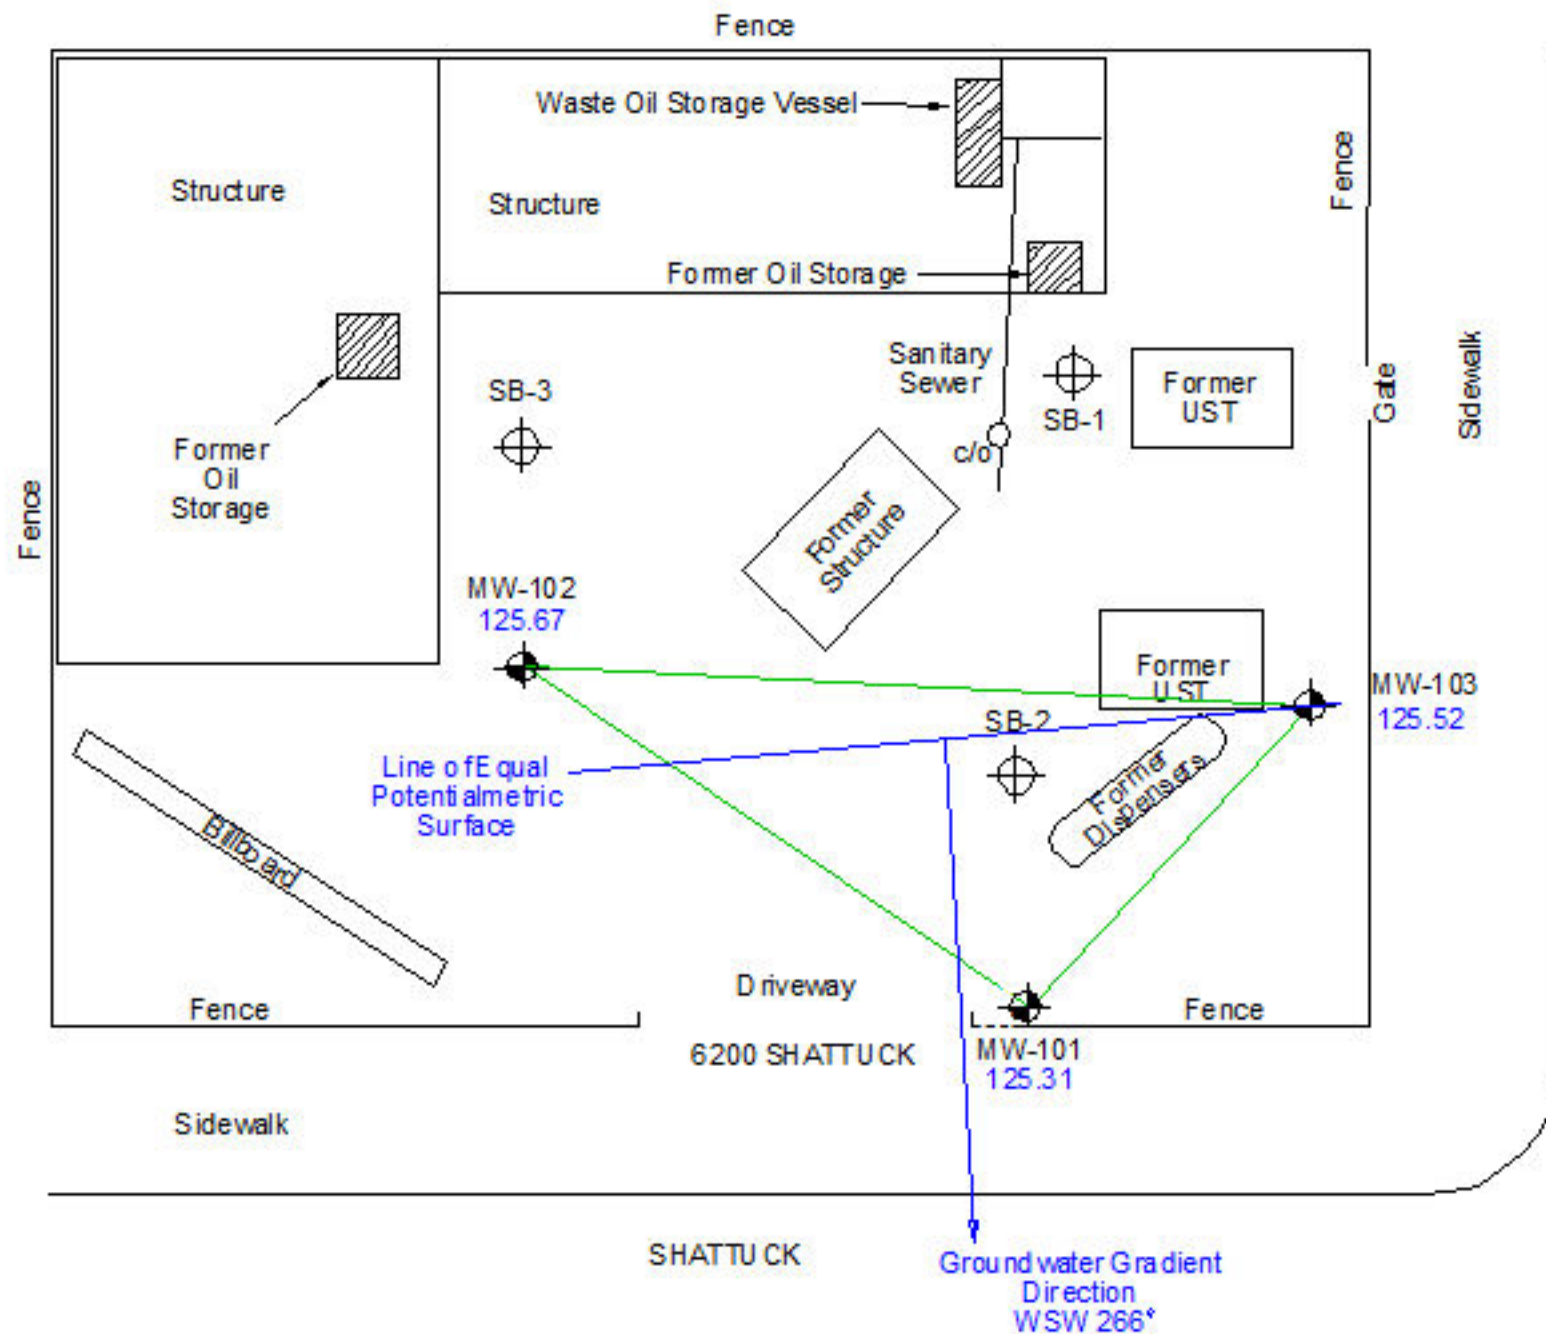 Fence
Waste Oil Storage Vessel
Structure
Structure
Fence
Former Oil Storage
Sanitary
Sewer
SB-3
SB-1
Former
UST
Gate
Sidewalk
c/o
Former
Oil
Storage
Fence
Former
Structure
MW-102
125.67
Former
UST
MW-103
125.52
SB-2
Line of Equal
Potentialmetric
Surface
Former
Dispensers
Billboard
Driveway
Fence
Fence
6200 SHATTUCK
MW-101
125.31
Sidewalk
SHATTUCK
Groundwater Gradient
Direction
WSW 266°